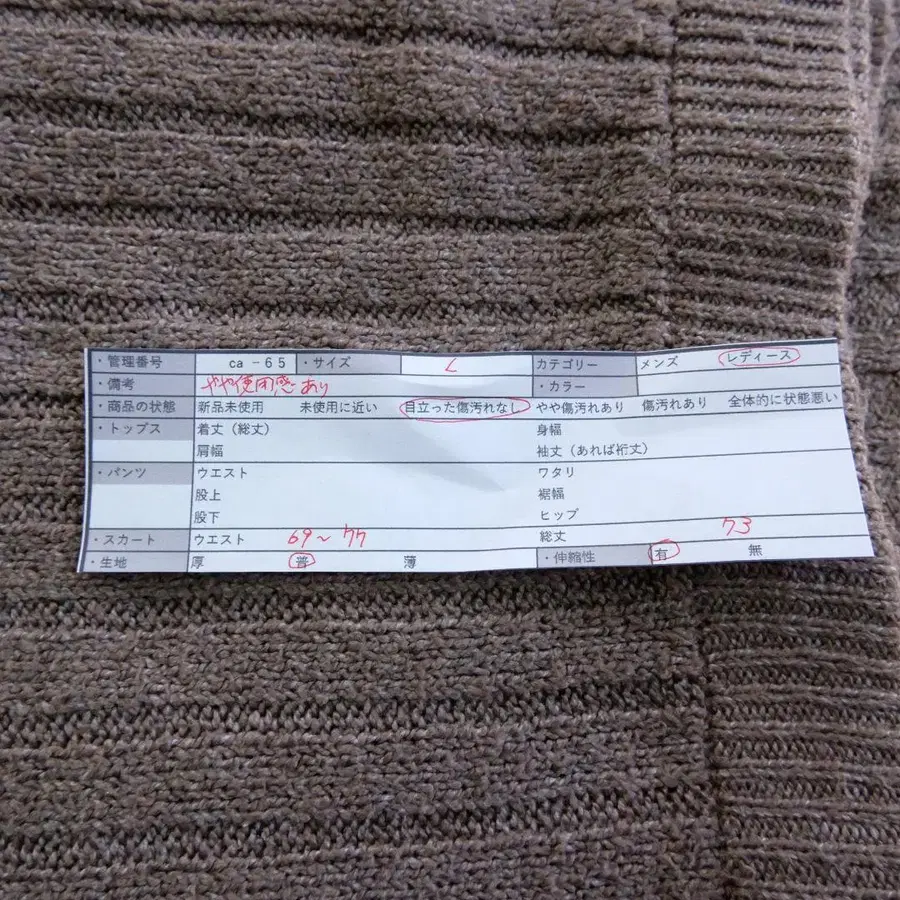 ・管理番号 ca －６５ ・サイズ L カテゴリー メンズ レディース
・備考 やや使用感あり ・カラー
・商品の状態 新品未使用 未使用に近い 目立った傷汚れなし やや傷汚れあり 傷汚れあり 全体的に状態悪い
・トップス 着丈（総丈） 身幅
肩幅 袖丈（あれば裄丈）
・パンツ ウエスト ワタリ
股上 裾幅
股下 ヒップ
・スカート ウエスト 69～77 総丈 73
・生地 厚 普 薄 ・伸縮性 有 無